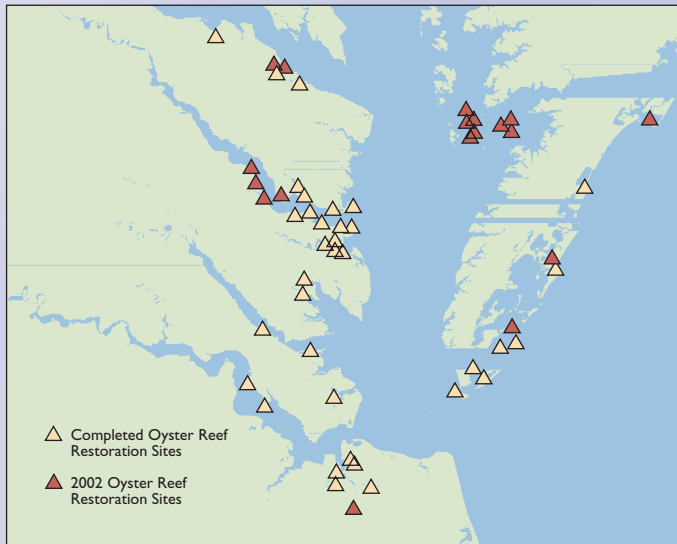 Completed Oyster Reef
Restoration Sites
2002 Oyster Reef
Restoration Sites